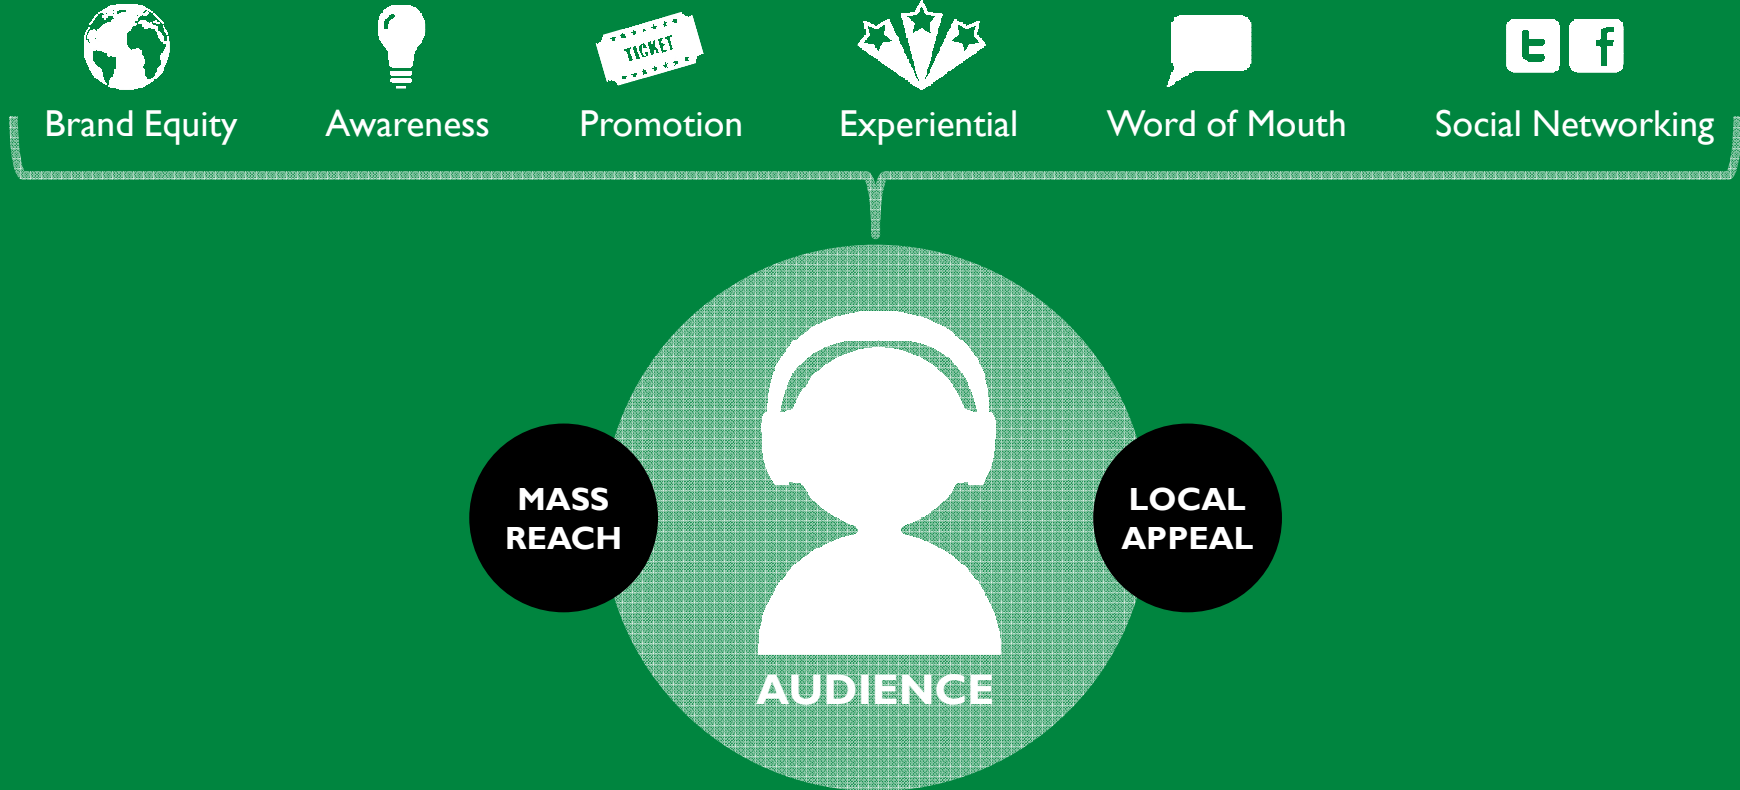 TICKET
t f
Brand Equity Awareness Promotion Experiential Word of Mouth Social Networking
MASS
REACH
LOCAL
APPEAL
AUDIENCE